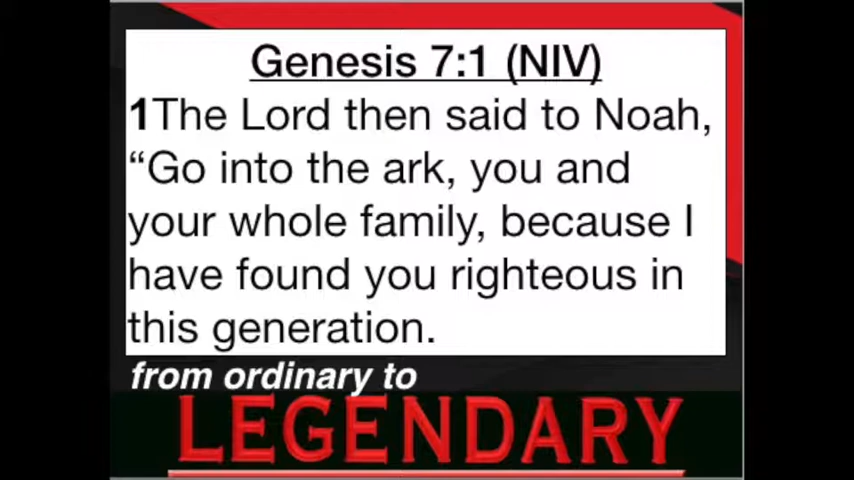 Genesis 7:1 (NIV)
1The Lord then said to Noah,
“Go into the ark, you and
your whole family, because I
have found you righteous in
this generation.
from ordinary to
LEGENDARY